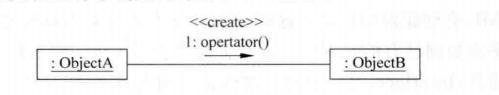 <<create>>
1: opertator()
: ObjectA
: ObjectB